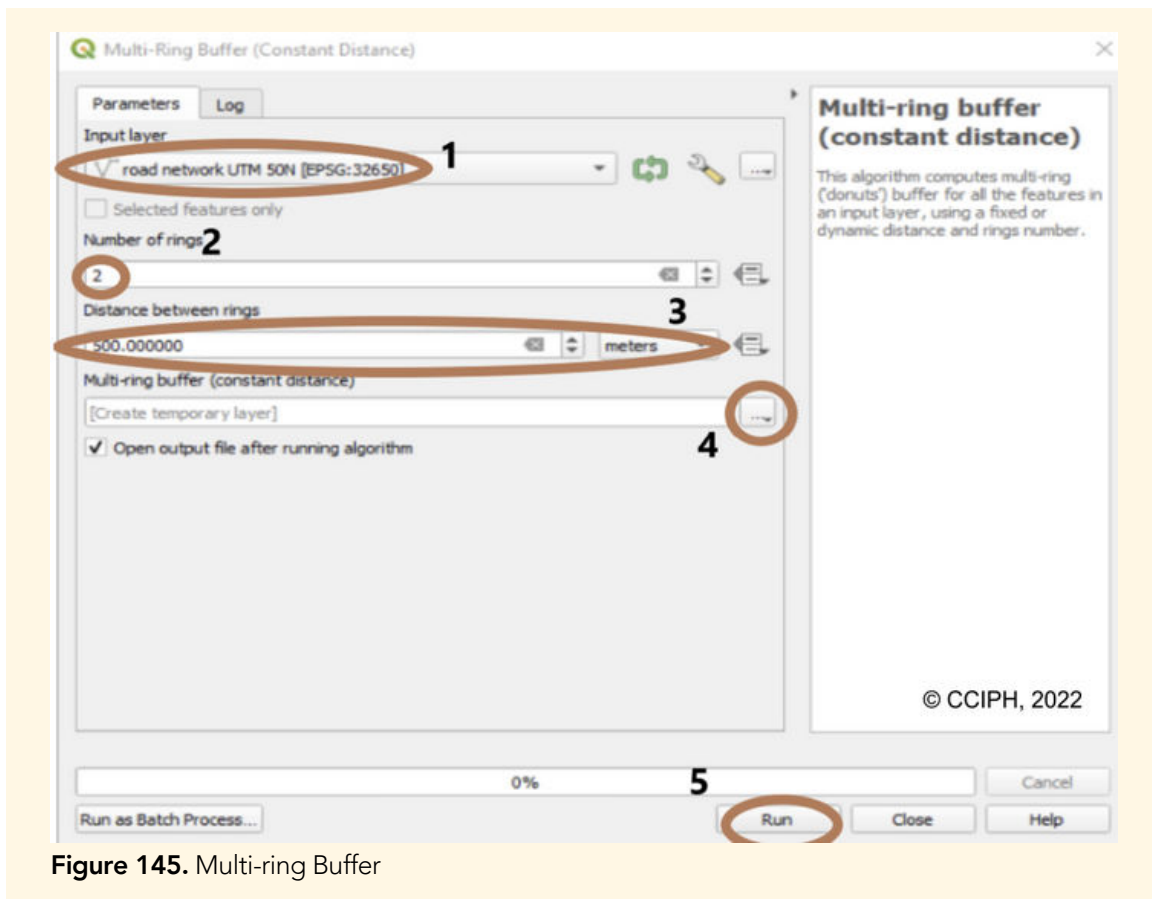 Multi-Ring Buffer (Constant Distance)
Parameters Log
Input layer
1
road network UTM 50N [EPSG:32650]
Selected features only
Number of rings
2
2
Distance between rings
3
500.000000 meters
Multi-ring buffer (constant distance)
[Create temporary layer] ...
4
Open output file after running algorithm
Multi-ring buffer
(constant distance)
This algorithm computes multi-ring
('donuts') buffer for all the features in
an input layer, using a fixed or
dynamic distance and rings number.
© CCIPH, 2022
0%
5
Cancel
Run as Batch Process...
Run
Close
Help
Figure 145. Multi-ring Buffer